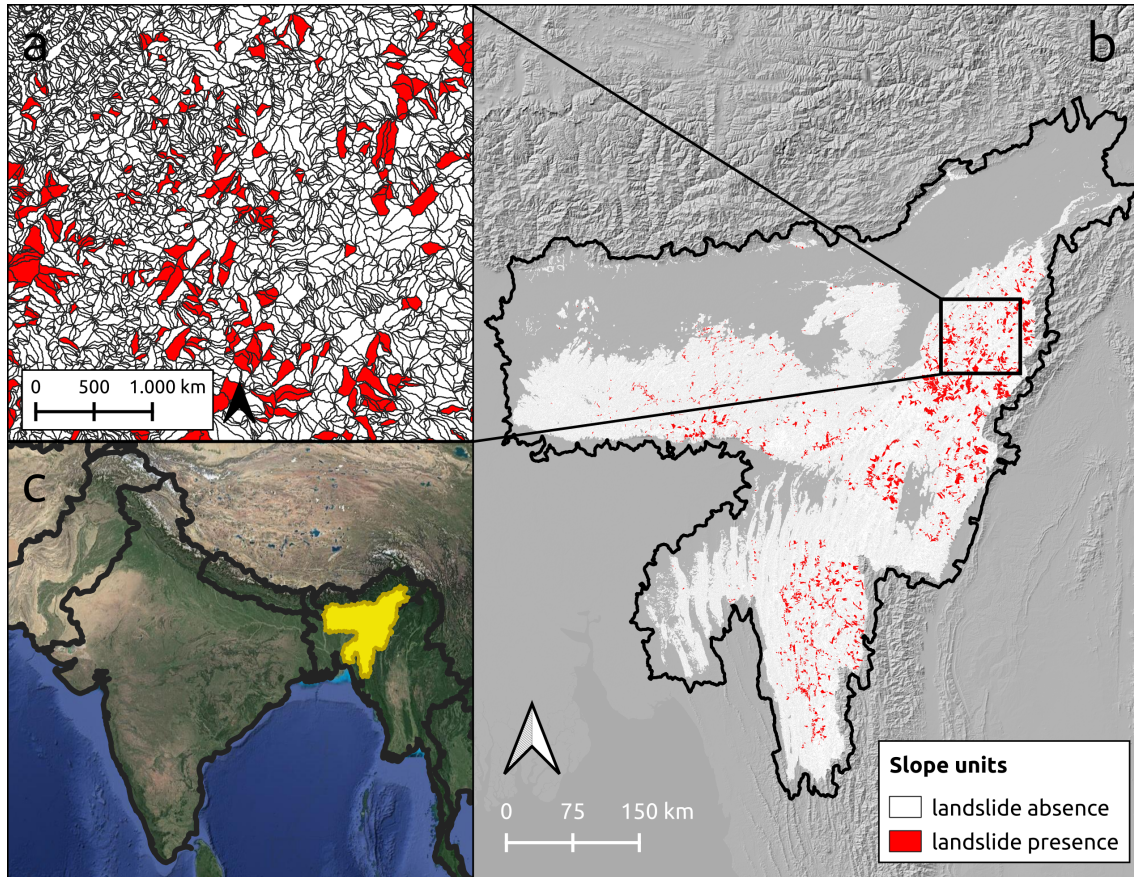 a
0 500 1.000 km
b
c
0 75 150 km
Slope units
landslide absence
landslide presence